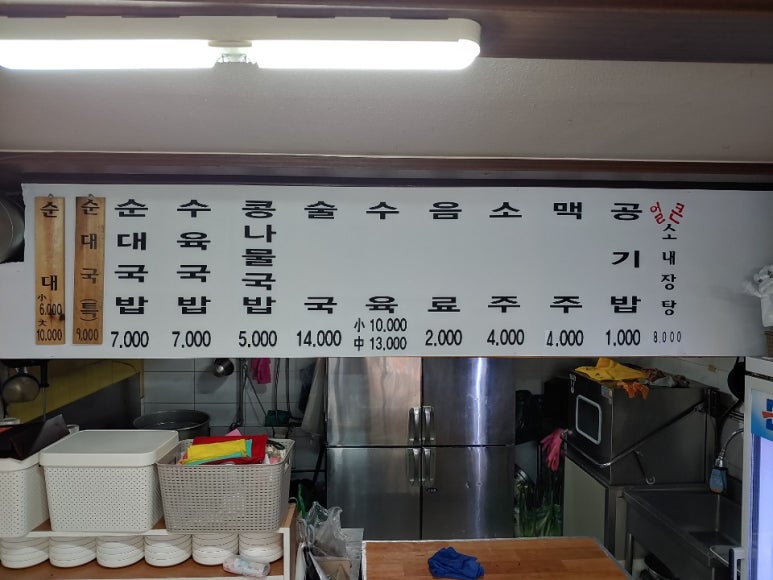 순대
小
6,000
大
10,000
순대국(특)
9,000
순대국밥
7,000
수육국밥
7,000
콩나물국밥
5,000
술국
14,000
수육
小 10,000
中 13,000
음료
2,000
소주
4,000
맥주
4,000
공기밥
1,000
얼큰
소내장탕
8,000